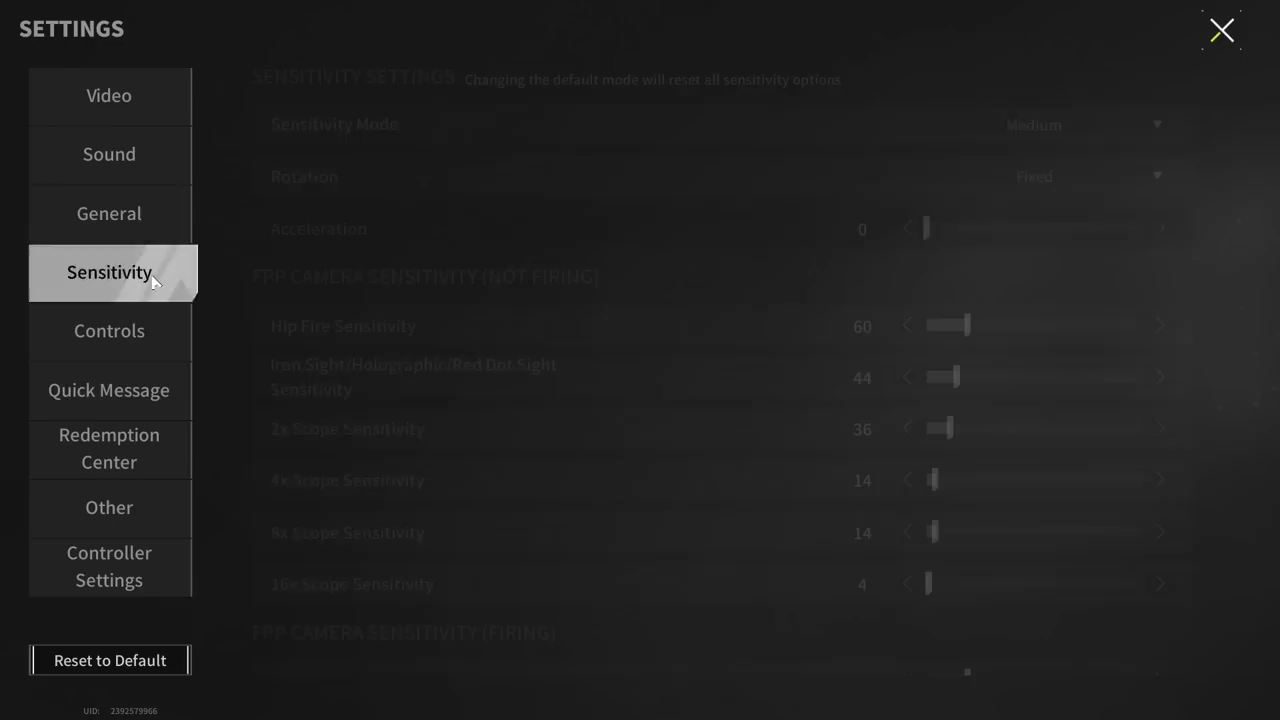 SETTINGS
Video
Sound
General
Sensitivity
Controls
Quick Message
Redemption
Center
Other
Controller
Settings
Reset to Default
UID: 2392579966
SENSITIVITY SETTINGS Changing the default mode will reset all sensitivity options
Sensitivity Mode Medium
Rotation Fixed
Acceleration 0
FPP CAMERA SENSITIVITY (NOT FIRING)
Hip Fire Sensitivity 60
Iron Sight/Holographic/Red Dot Sight
Sensitivity 44
2x Scope Sensitivity 36
4x Scope Sensitivity 14
8x Scope Sensitivity 14
16x Scope Sensitivity 4
FPP CAMERA SENSITIVITY (FIRING)